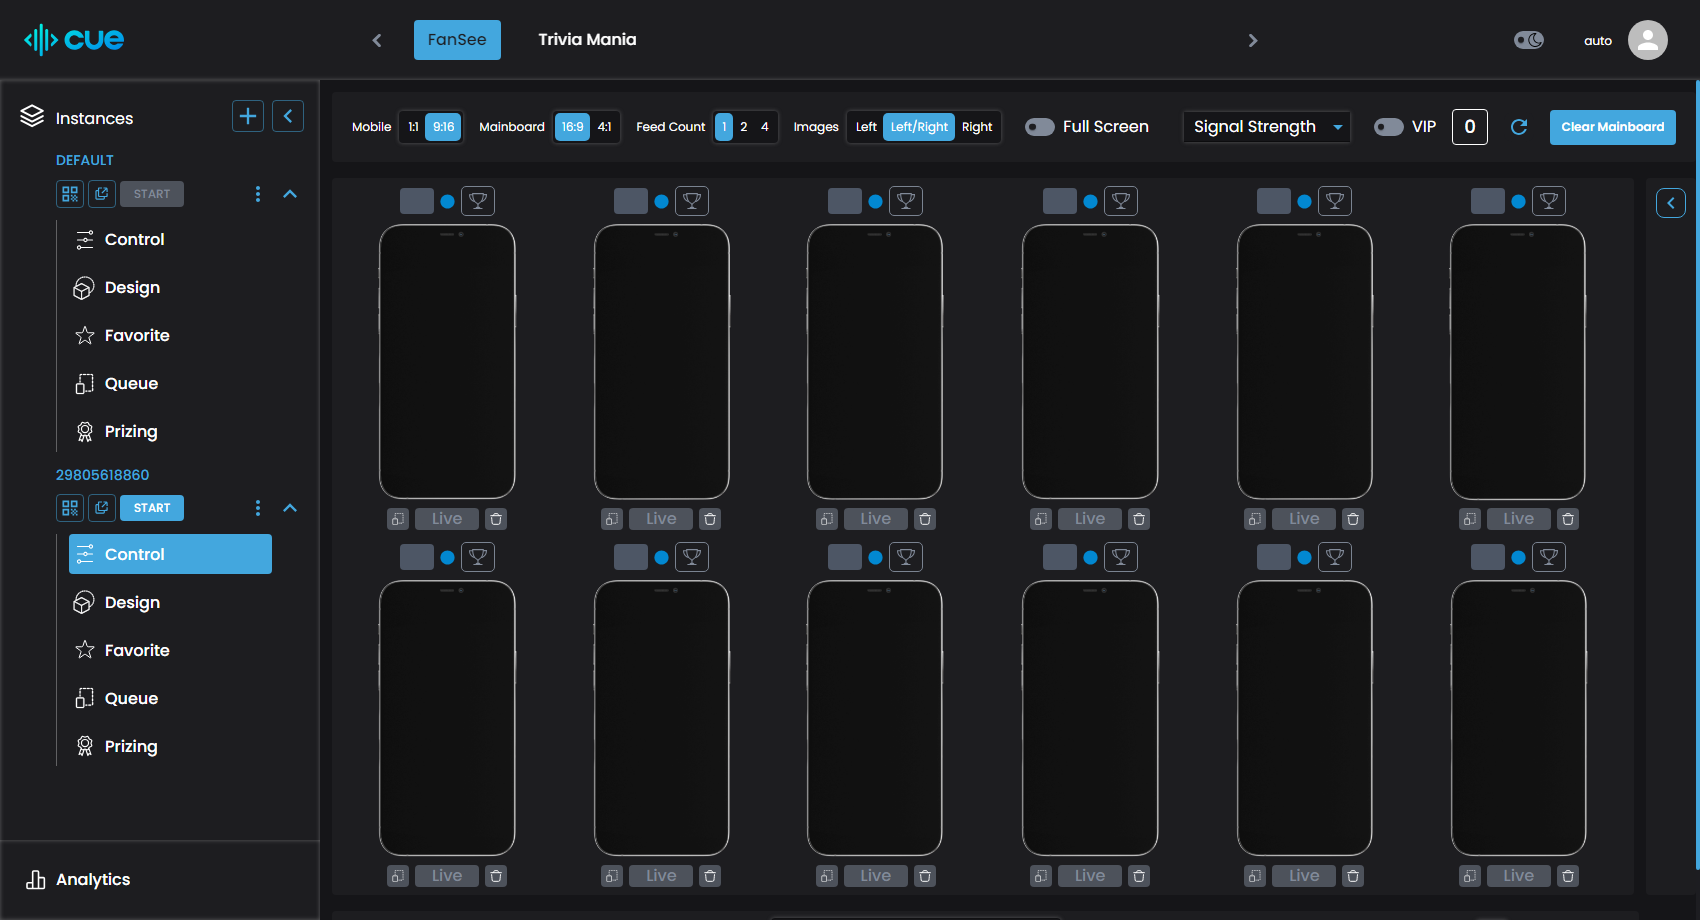 cue
FanSee
Trivia Mania
auto
Instances
DEFAULT
START
Control
Design
Favorite
Queue
Prizing
29805618860
START
Control
Design
Favorite
Queue
Prizing
Analytics
Mobile 1:1 9:16 Mainboard 16:9 4:1 Feed Count 1 2 4 Images Left Left/Right Right Full Screen Signal Strength VIP 0 Clear Mainboard
Live Live Live Live Live Live
Live Live Live Live Live Live